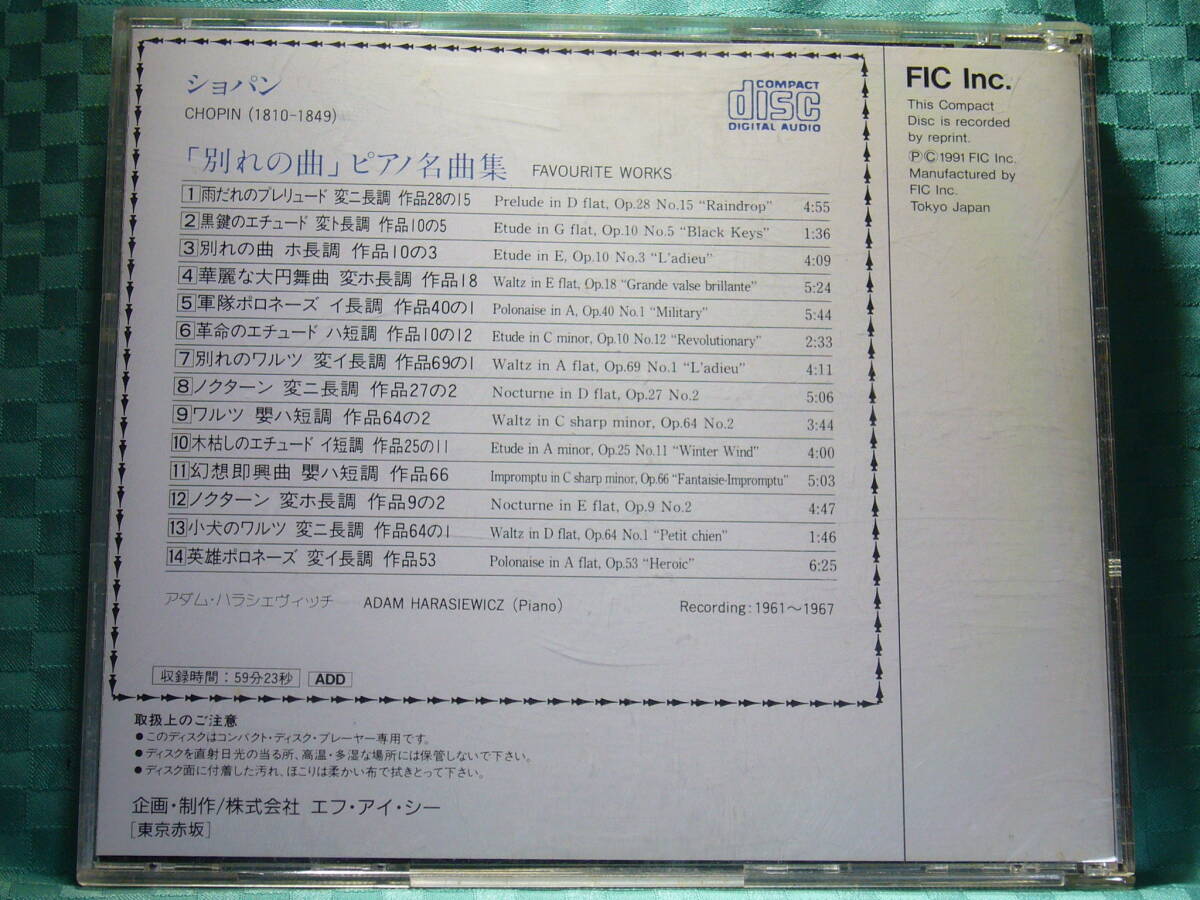 ショパン
CHOPIN (1810-1849)
COMPACT
disc
DIGITAL AUDIO
「別れの曲」ピアノ名曲集 FAVOURITE WORKS
1 雨だれのプレリュード 変ニ長調 作品28の15 Prelude in D flat, Op.28 No.15 “Raindrop” 4:55
2 黒鍵のエチュード 変ト長調 作品10の5 Etude in G flat, Op.10 No.5 “Black Keys” 1:36
3 別れの曲 ホ長調 作品10の3 Etude in E, Op.10 No.3 “L'adieu” 4:09
4 華麗な大円舞曲 変ホ長調 作品18 Waltz in E flat, Op.18 “Grande valse brillante” 5:24
5 軍隊ポロネーズ イ長調 作品40の1 Polonaise in A, Op.40 No.1 “Military” 5:44
6 革命のエチュード ハ短調 作品10の12 Etude in C minor, Op.10 No.12 “Revolutionary” 2:33
7 別れのワルツ 変イ長調 作品69の1 Waltz in A flat, Op.69 No.1 “L'adieu” 4:11
8 ノクターン 変ニ長調 作品27の2 Nocturne in D flat, Op.27 No.2 5:06
9 ワルツ 嬰ハ短調 作品64の2 Waltz in C sharp minor, Op.64 No.2 3:44
10 木枯しのエチュード イ短調 作品25の11 Etude in A minor, Op.25 No.11 “Winter Wind” 4:00
11 幻想即興曲 嬰ハ短調 作品66 Impromptu in C sharp minor, Op.66 “Fantaisie-Impromptu” 5:03
12 ノクターン 変ホ長調 作品9の2 Nocturne in E flat, Op.9 No.2 4:47
13 小犬のワルツ 変ニ長調 作品64の1 Waltz in D flat, Op.64 No.1 “Petit chien” 1:46
14 英雄ポロネーズ 変イ長調 作品53 Polonaise in A flat, Op.53 “Heroic” 6:25
アダム・ハラシェヴィッチ ADAM HARASIEWICZ (Piano) Recording: 1961〜1967
収録時間：59分23秒 ADD
取扱上のご注意
●このディスクはコンパクト・ディスク・プレーヤー専用です。
●ディスクを直射日光の当る所、高温・多湿な場所には保管しないで下さい。
●ディスク面に付着した汚れ、ほこりは柔かい布で拭きとって下さい。
企画・制作/株式会社 エフ・アイ・シー
[東京赤坂]
FIC Inc.
This Compact
Disc is recorded
by reprint.
Ⓟ©1991 FIC Inc.
Manufactured by
FIC Inc.
Tokyo Japan